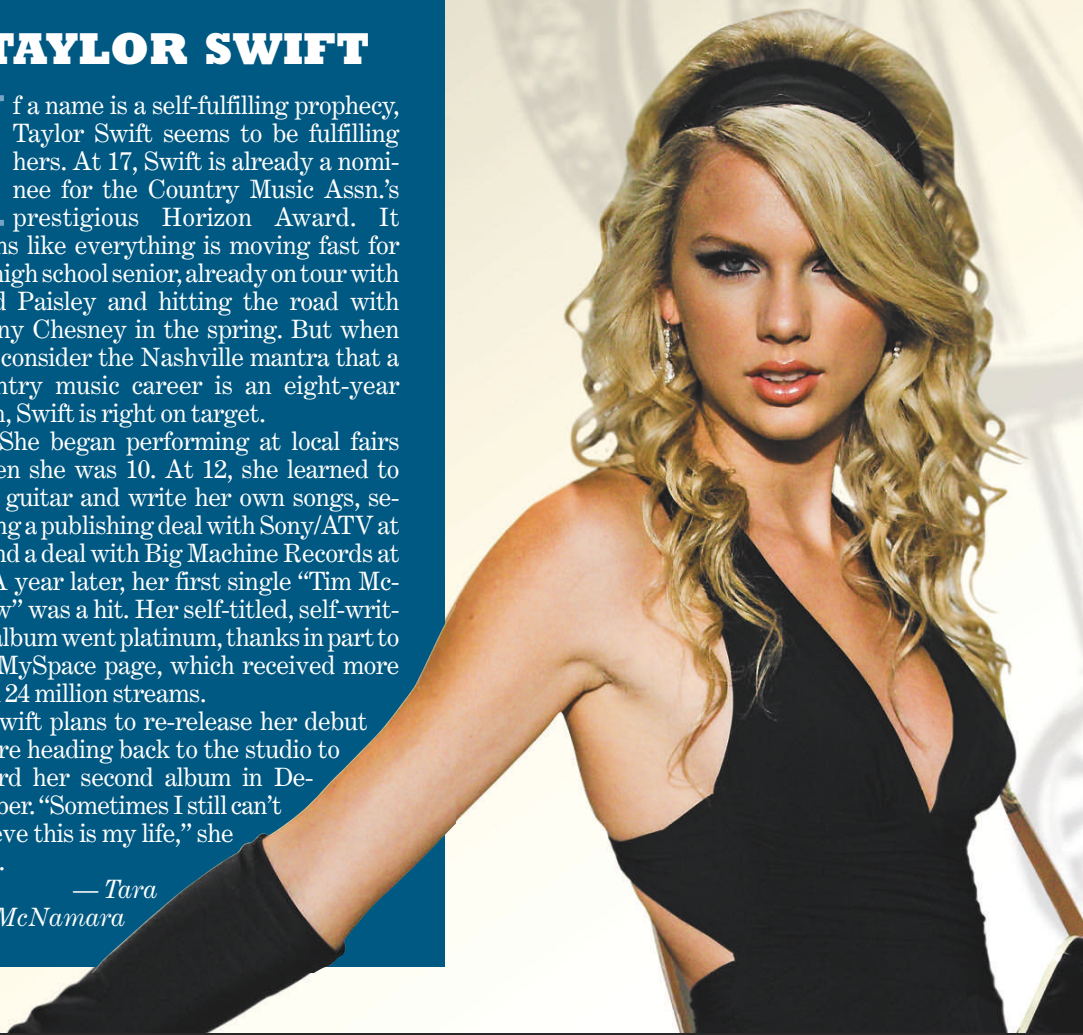 TAYLOR SWIFT
f a name is a self-fulfilling prophecy,
Taylor Swift seems to be fulfilling
hers. At 17, Swift is already a nomi-
nee for the Country Music Assn.’s
prestigious Horizon Award. It
ms like everything is moving fast for
high school senior, already on tour with
d Paisley and hitting the road with
ny Chesney in the spring. But when
consider the Nashville mantra that a
ntry music career is an eight-year
n, Swift is right on target.
She began performing at local fairs
en she was 10. At 12, she learned to
guitar and write her own songs, se-
ng a publishing deal with Sony/ATV at
nd a deal with Big Machine Records at
A year later, her first single “Tim Mc-
w” was a hit. Her self-titled, self-writ-
album went platinum, thanks in part to
MySpace page, which received more
24 million streams.
wift plans to re-release her debut
re heading back to the studio to
rd her second album in De-
ber. “Sometimes I still can’t
eve this is my life,” she
.
— Tara
McNamara